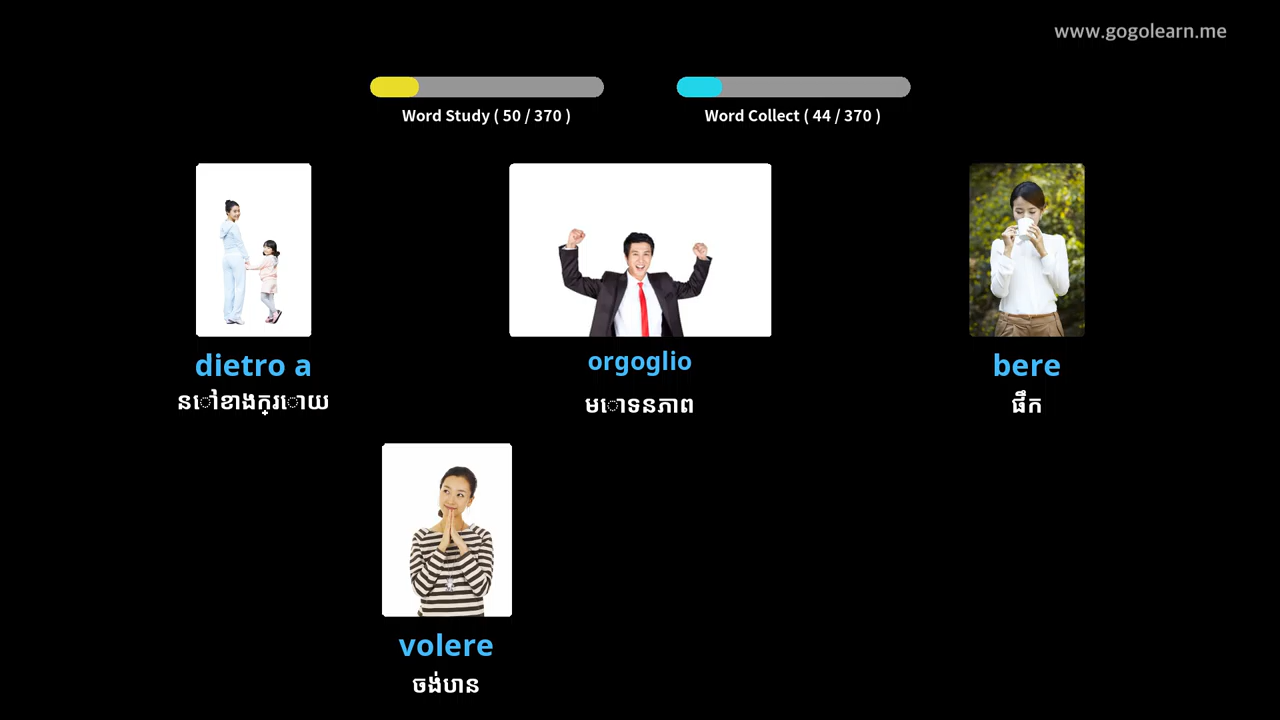 www.gogolearn.me
Word Study ( 50 / 370 )
Word Collect ( 44 / 370 )
dietro a
នៅខាងក្រោយ
orgoglio
មោទនភាព
bere
ផឹក
volere
ចង់បាន